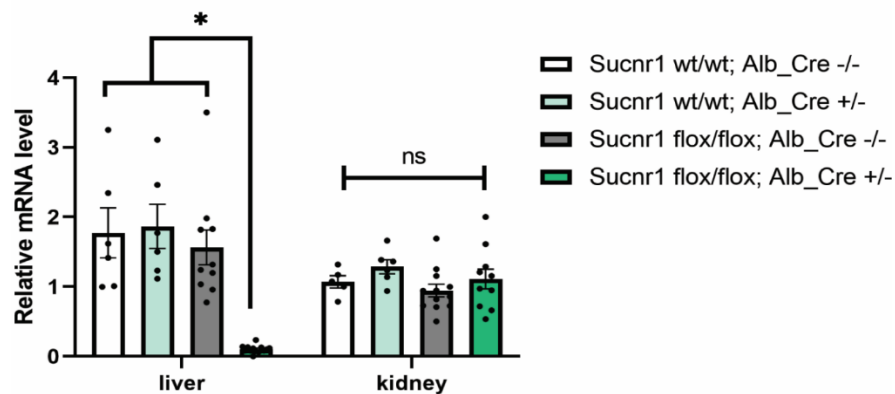 *
Sucnr1 wt/wt; Alb_Cre -/-
Sucnr1 wt/wt; Alb_Cre +/-
Sucnr1 flox/flox; Alb_Cre -/-
Sucnr1 flox/flox; Alb_Cre +/-
Relative mRNA level
4
3
2
1
0
ns
liver
kidney